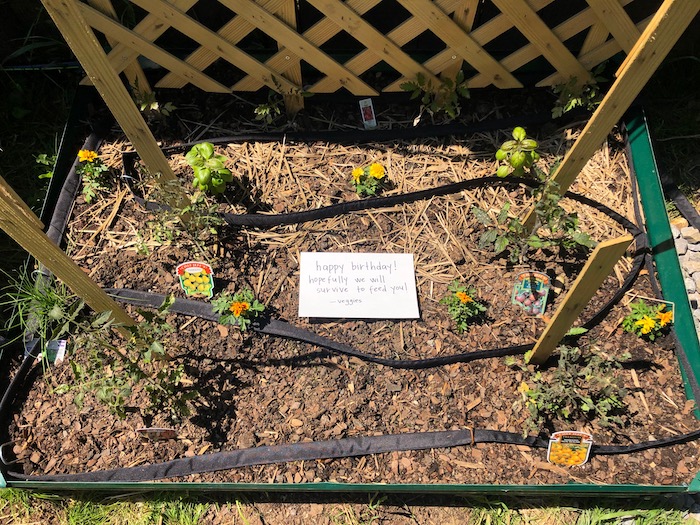 happy birthday!
hopefully we will
survive to feed you!
- veggies